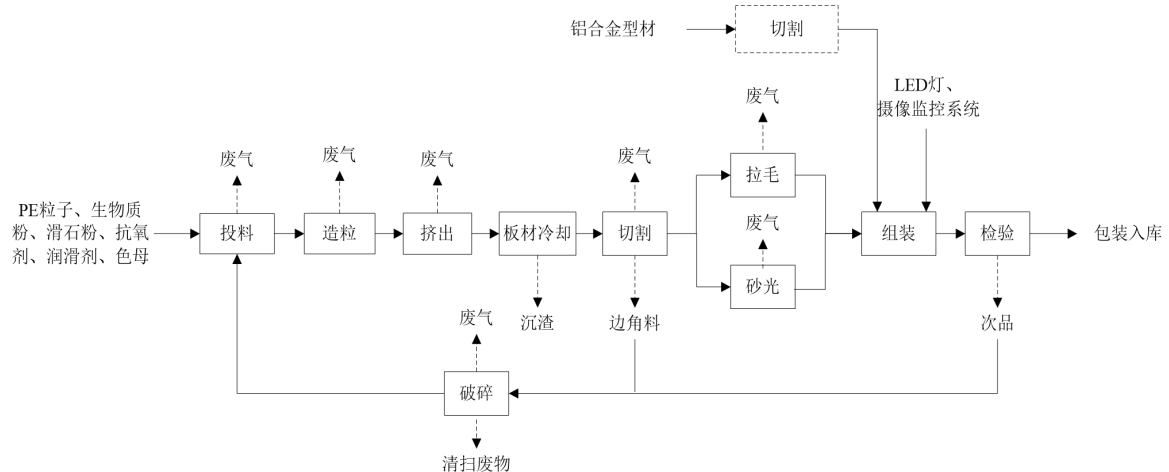 铝合金型材
切割
LED灯、
摄像监控系统
废气
废气
废气
废气
废气
拉毛
PE粒子、生物质
粉、滑石粉、抗氧
剂、润滑剂、色母
投料
造粒
挤出
板材冷却
切割
废气
砂光
组装
检验
包装入库
沉渣
边角料
次品
废气
破碎
清扫废物